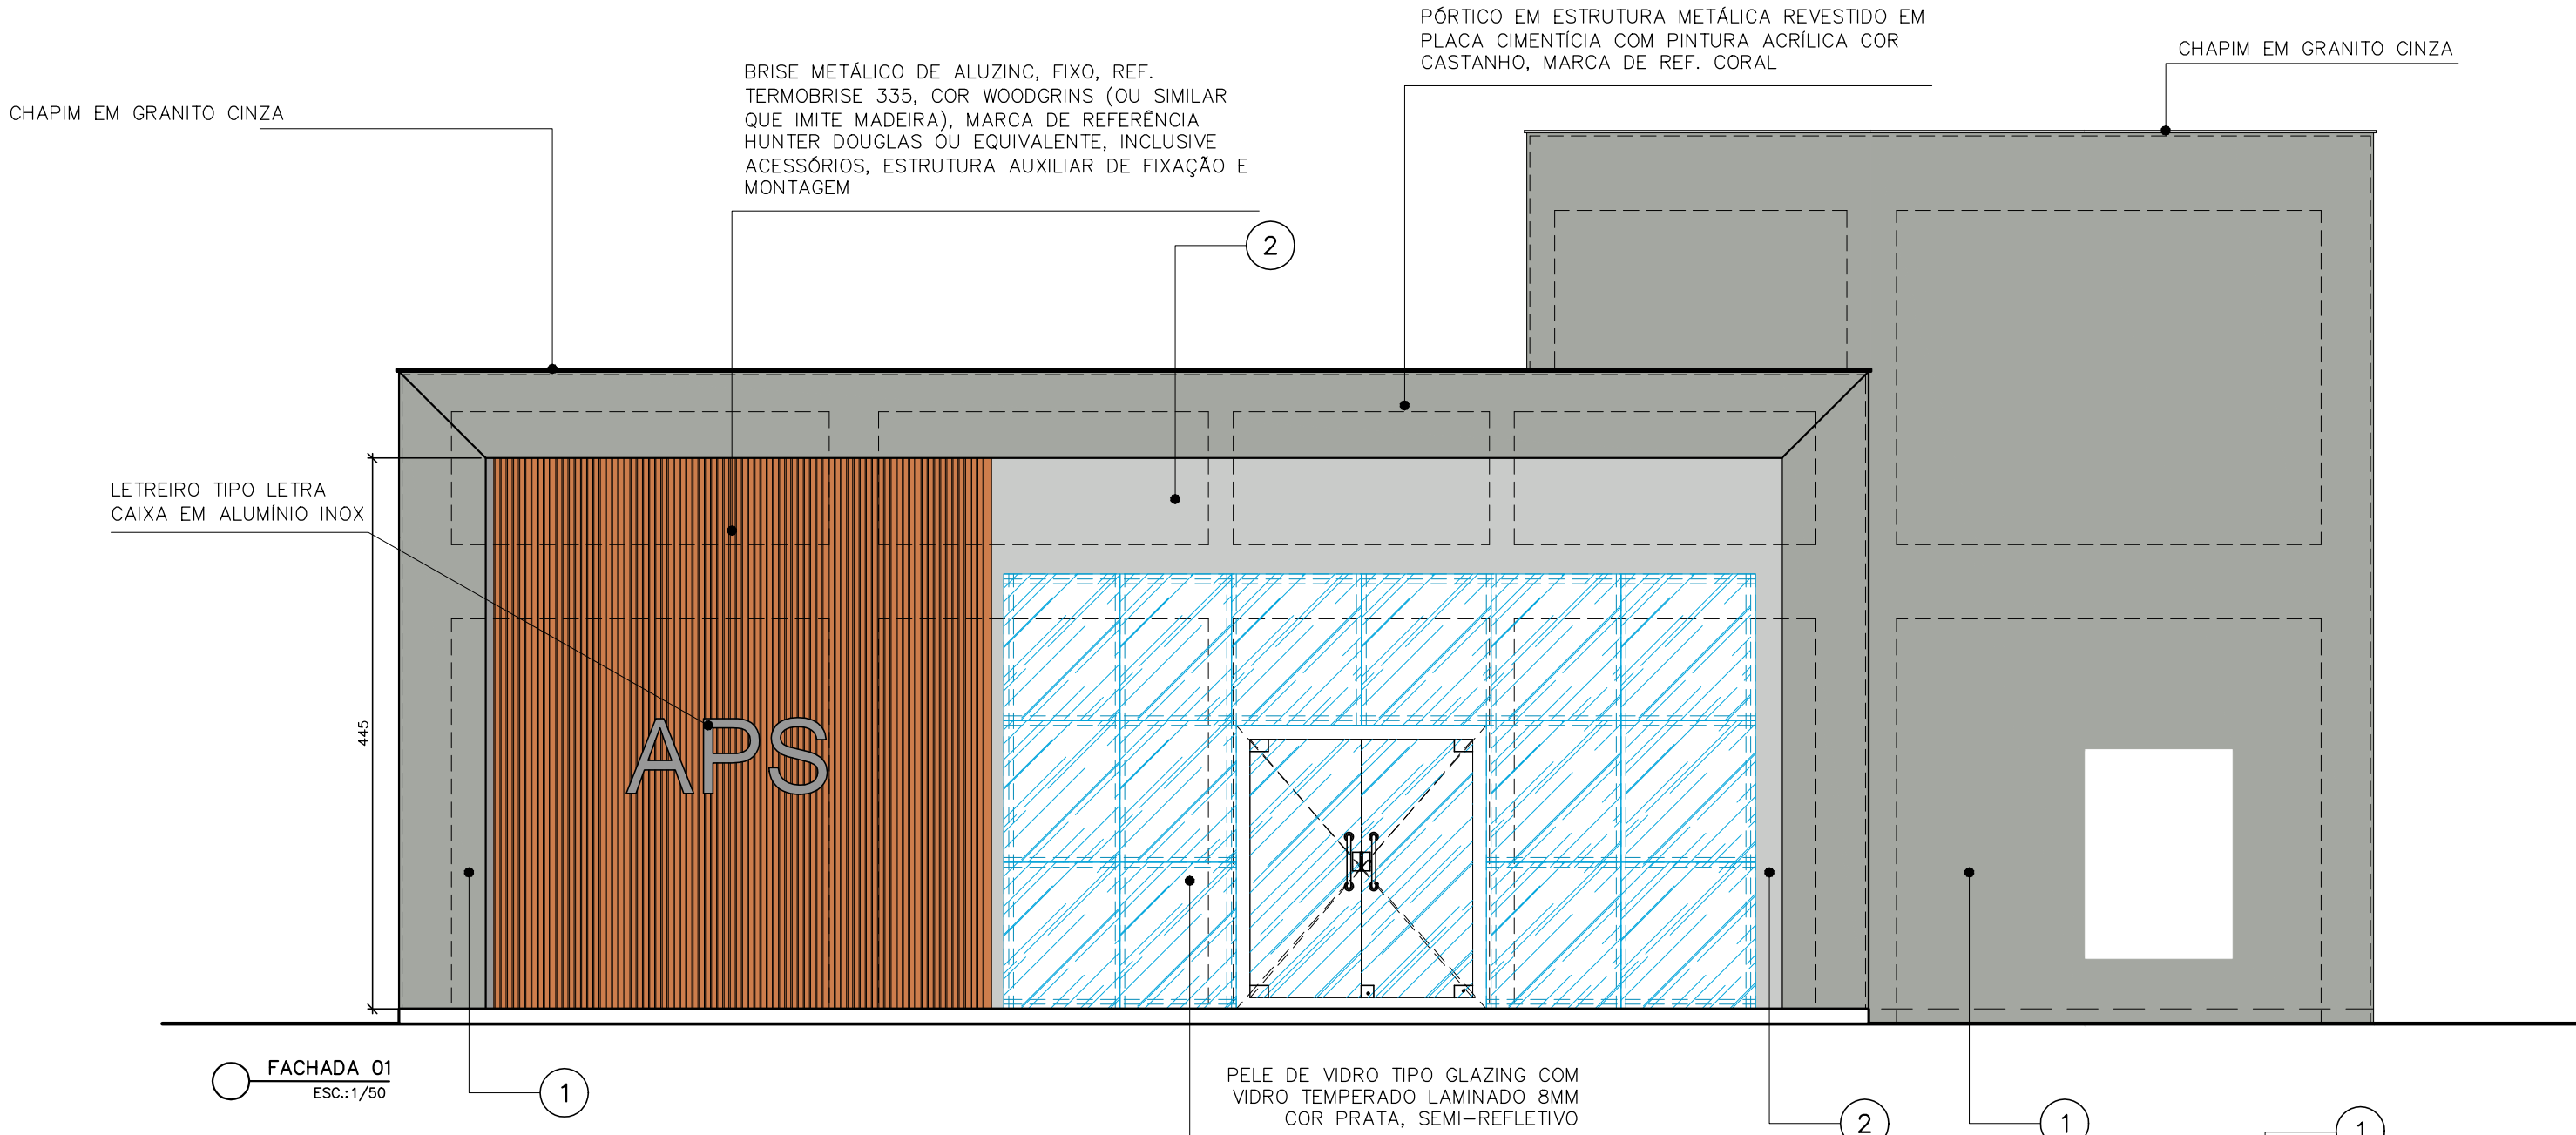 PÓRTICO EM ESTRUTURA METÁLICA REVESTIDO EM
PLACA CIMENTÍCIA COM PINTURA ACRÍLICA COR
CASTANHO, MARCA DE REF. CORAL
CHAPIM EM GRANITO CINZA
BRISE METÁLICO DE ALUZINC, FIXO, REF.
TERMOBRISE 335, COR WOODGRINS (OU SIMILAR
QUE IMITE MADEIRA), MARCA DE REFERÊNCIA
HUNTER DOUGLAS OU EQUIVALENTE, INCLUSIVE
ACESSÓRIOS, ESTRUTURA AUXILIAR DE FIXAÇÃO E
MONTAGEM
CHAPIM EM GRANITO CINZA
2
LETREIRO TIPO LETRA
CAIXA EM ALUMÍNIO INOX
445
APS
FACHADA 01
ESC.:1/50
1
PELE DE VIDRO TIPO GLAZING COM
VIDRO TEMPERADO LAMINADO 8MM
COR PRATA, SEMI-REFLETIVO
2
1
1